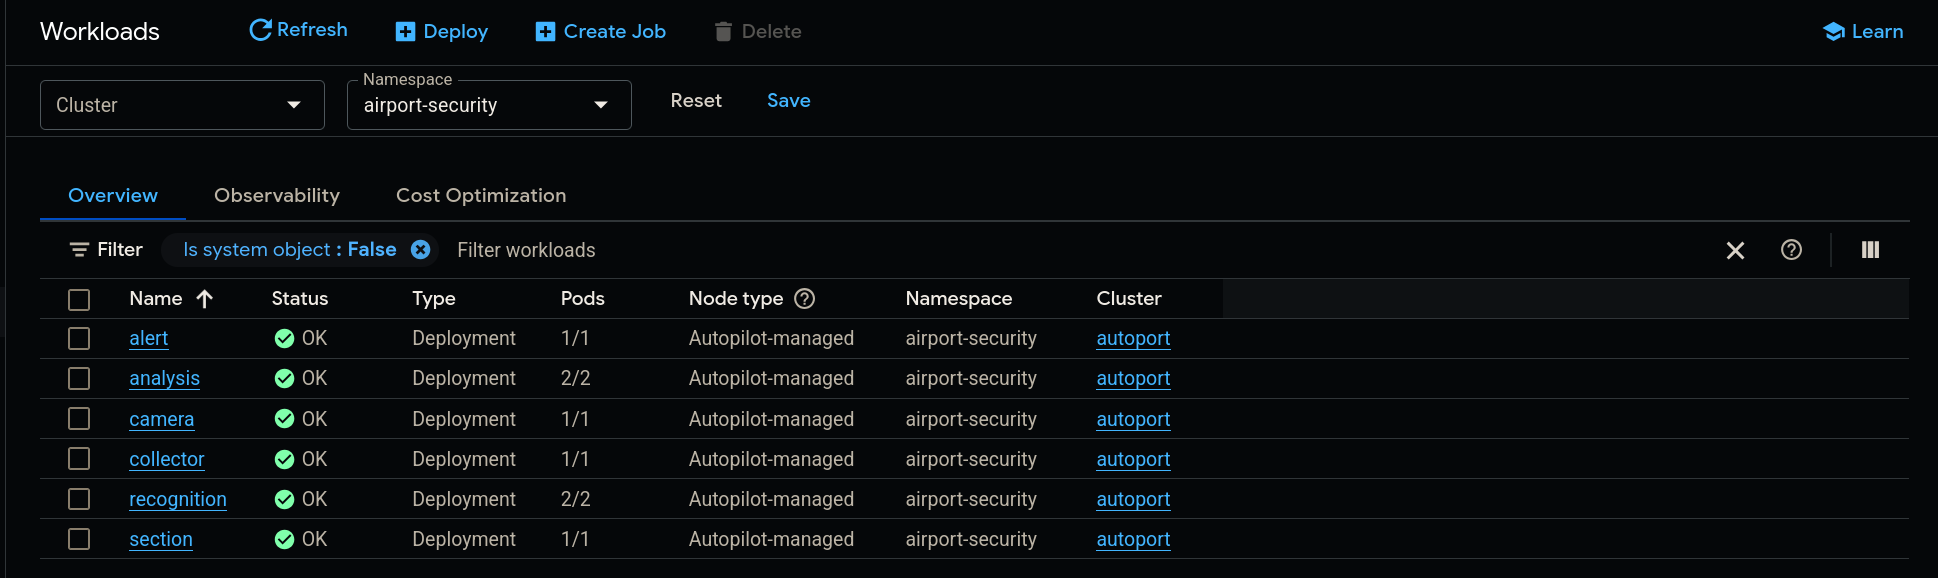 Workloads Refresh Deploy Create Job Delete Learn
Cluster Namespace airport-security Reset Save
Overview Observability Cost Optimization
Filter Is system object : False Filter workloads
Name Status Type Pods Node type Namespace Cluster
alert OK Deployment 1/1 Autopilot-managed airport-security autoport
analysis OK Deployment 2/2 Autopilot-managed airport-security autoport
camera OK Deployment 1/1 Autopilot-managed airport-security autoport
collector OK Deployment 1/1 Autopilot-managed airport-security autoport
recognition OK Deployment 2/2 Autopilot-managed airport-security autoport
section OK Deployment 1/1 Autopilot-managed airport-security autoport